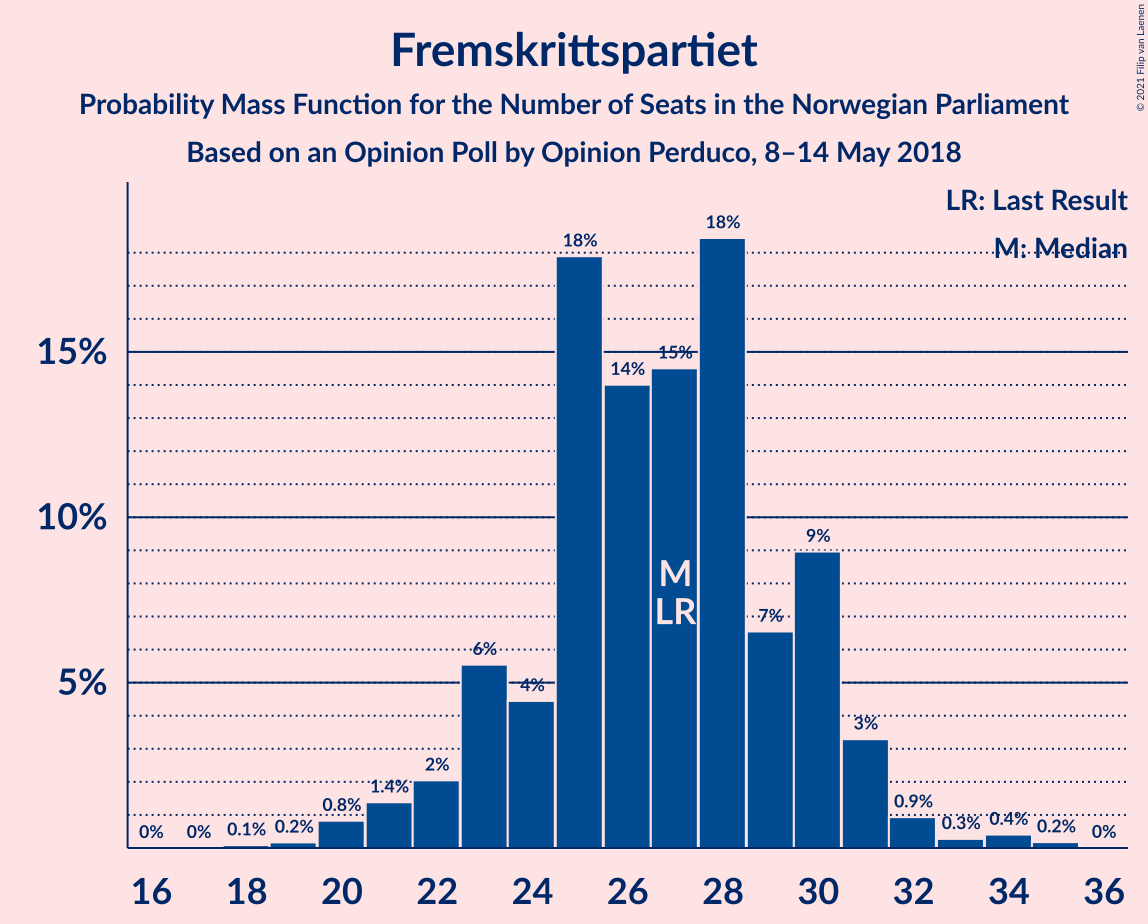 Fremskrittspartiet
Probability Mass Function for the Number of Seats in the Norwegian Parliament
Based on an Opinion Poll by Opinion Perduco, 8–14 May 2018
© 2021 Filip van Laenen
LR: Last Result
M: Median
15%
10%
5%
0%
0%
0.1%
0.2%
0.8%
1.4%
2%
6%
4%
18%
14%
15%
18%
7%
9%
3%
0.9%
0.3%
0.4%
0.2%
0%
M
LR
16 18 20 22 24 26 28 30 32 34 36